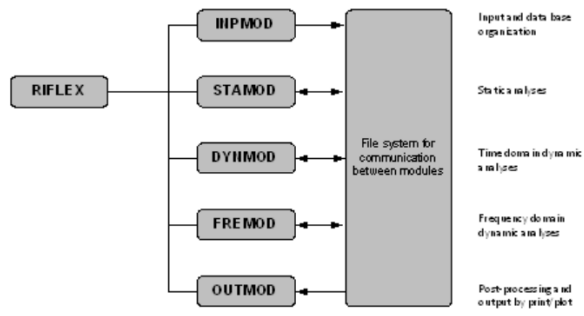 INPMOD
Input and data base
organization
RIFLEX
STAMOD
Static analyses
DYNMOD
File system for
communication
between modules
Time domain dynamic
analyses
FREMOD
Frequency domain
dynamic analyses
OUTMOD
Post-processing and
output by print/plot